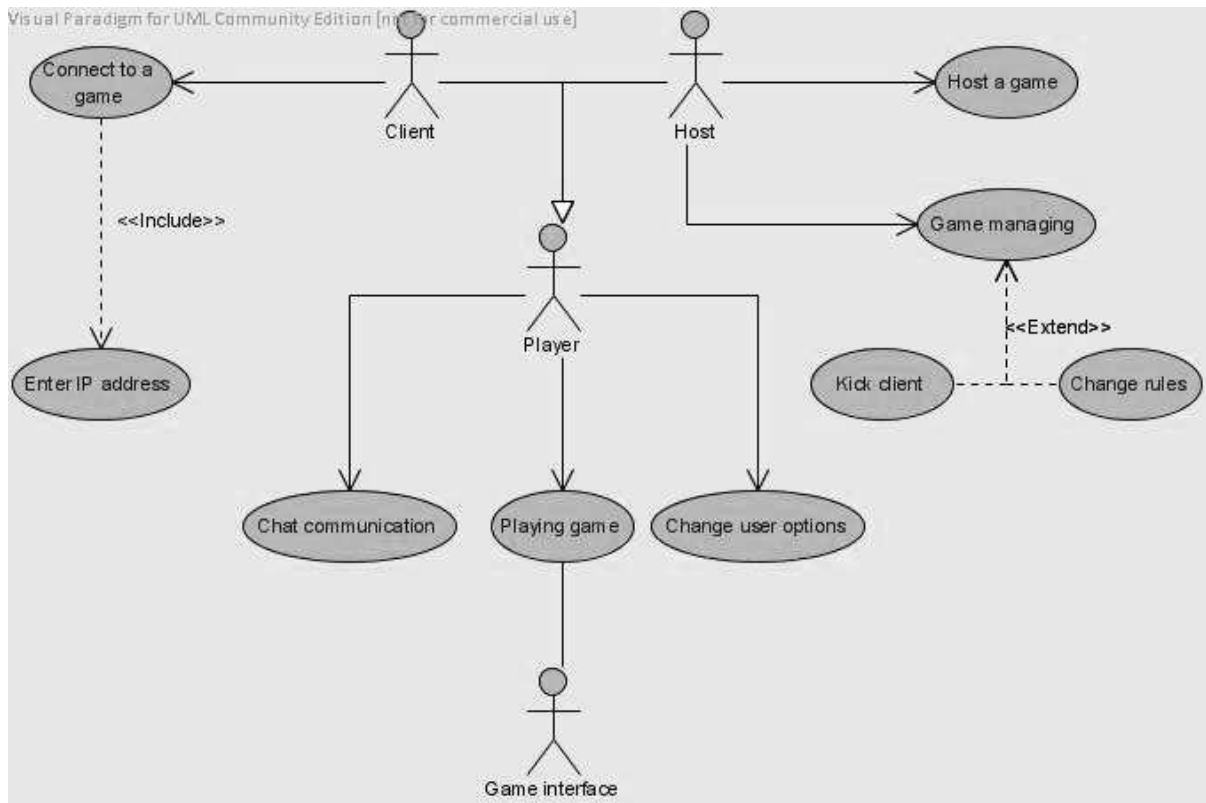 Visual Paradigm for UML Community Edition [not for commercial use]
Connect to a
game
Client
Host
Host a game
<<Include>>
Game managing
<<Extend>>
Player
Enter IP address
Kick client
Change rules
Chat communication
Playing game
Change user options
Game interface